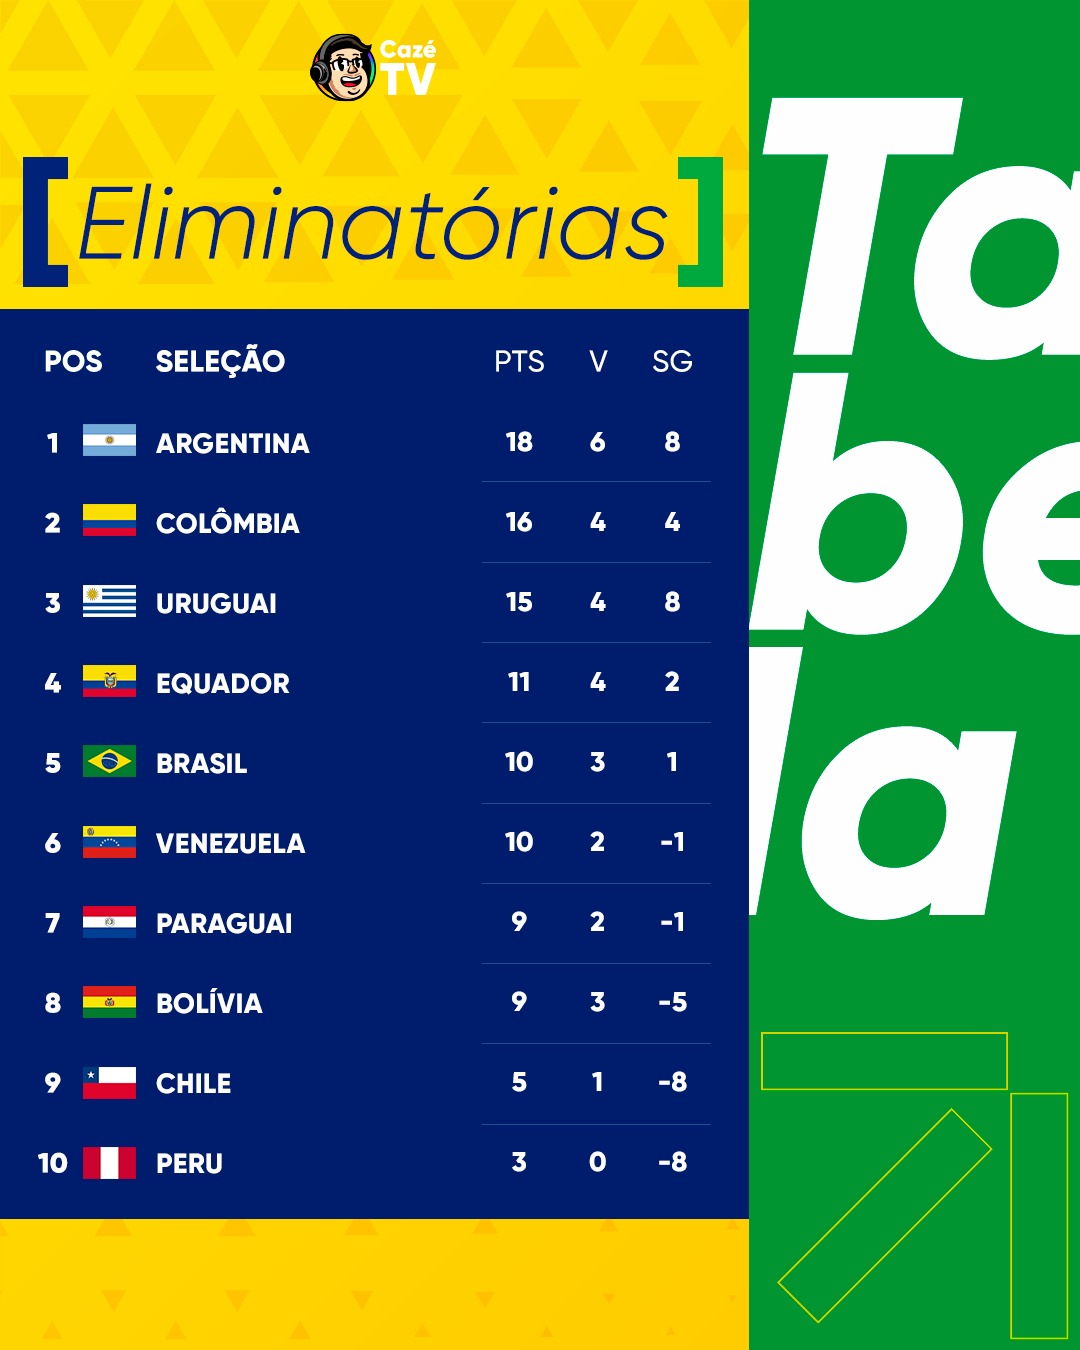 Cazé
TV
[Eliminatórias]
POS SELEÇÃO PTS V SG
1 ARGENTINA 18 6 8
2 COLÔMBIA 16 4 4
3 URUGUAI 15 4 8
4 EQUADOR 11 4 2
5 BRASIL 10 3 1
6 VENEZUELA 10 2 -1
7 PARAGUAI 9 2 -1
8 BOLÍVIA 9 3 -5
9 CHILE 5 1 -8
10 PERU 3 0 -8
Ta
be
la